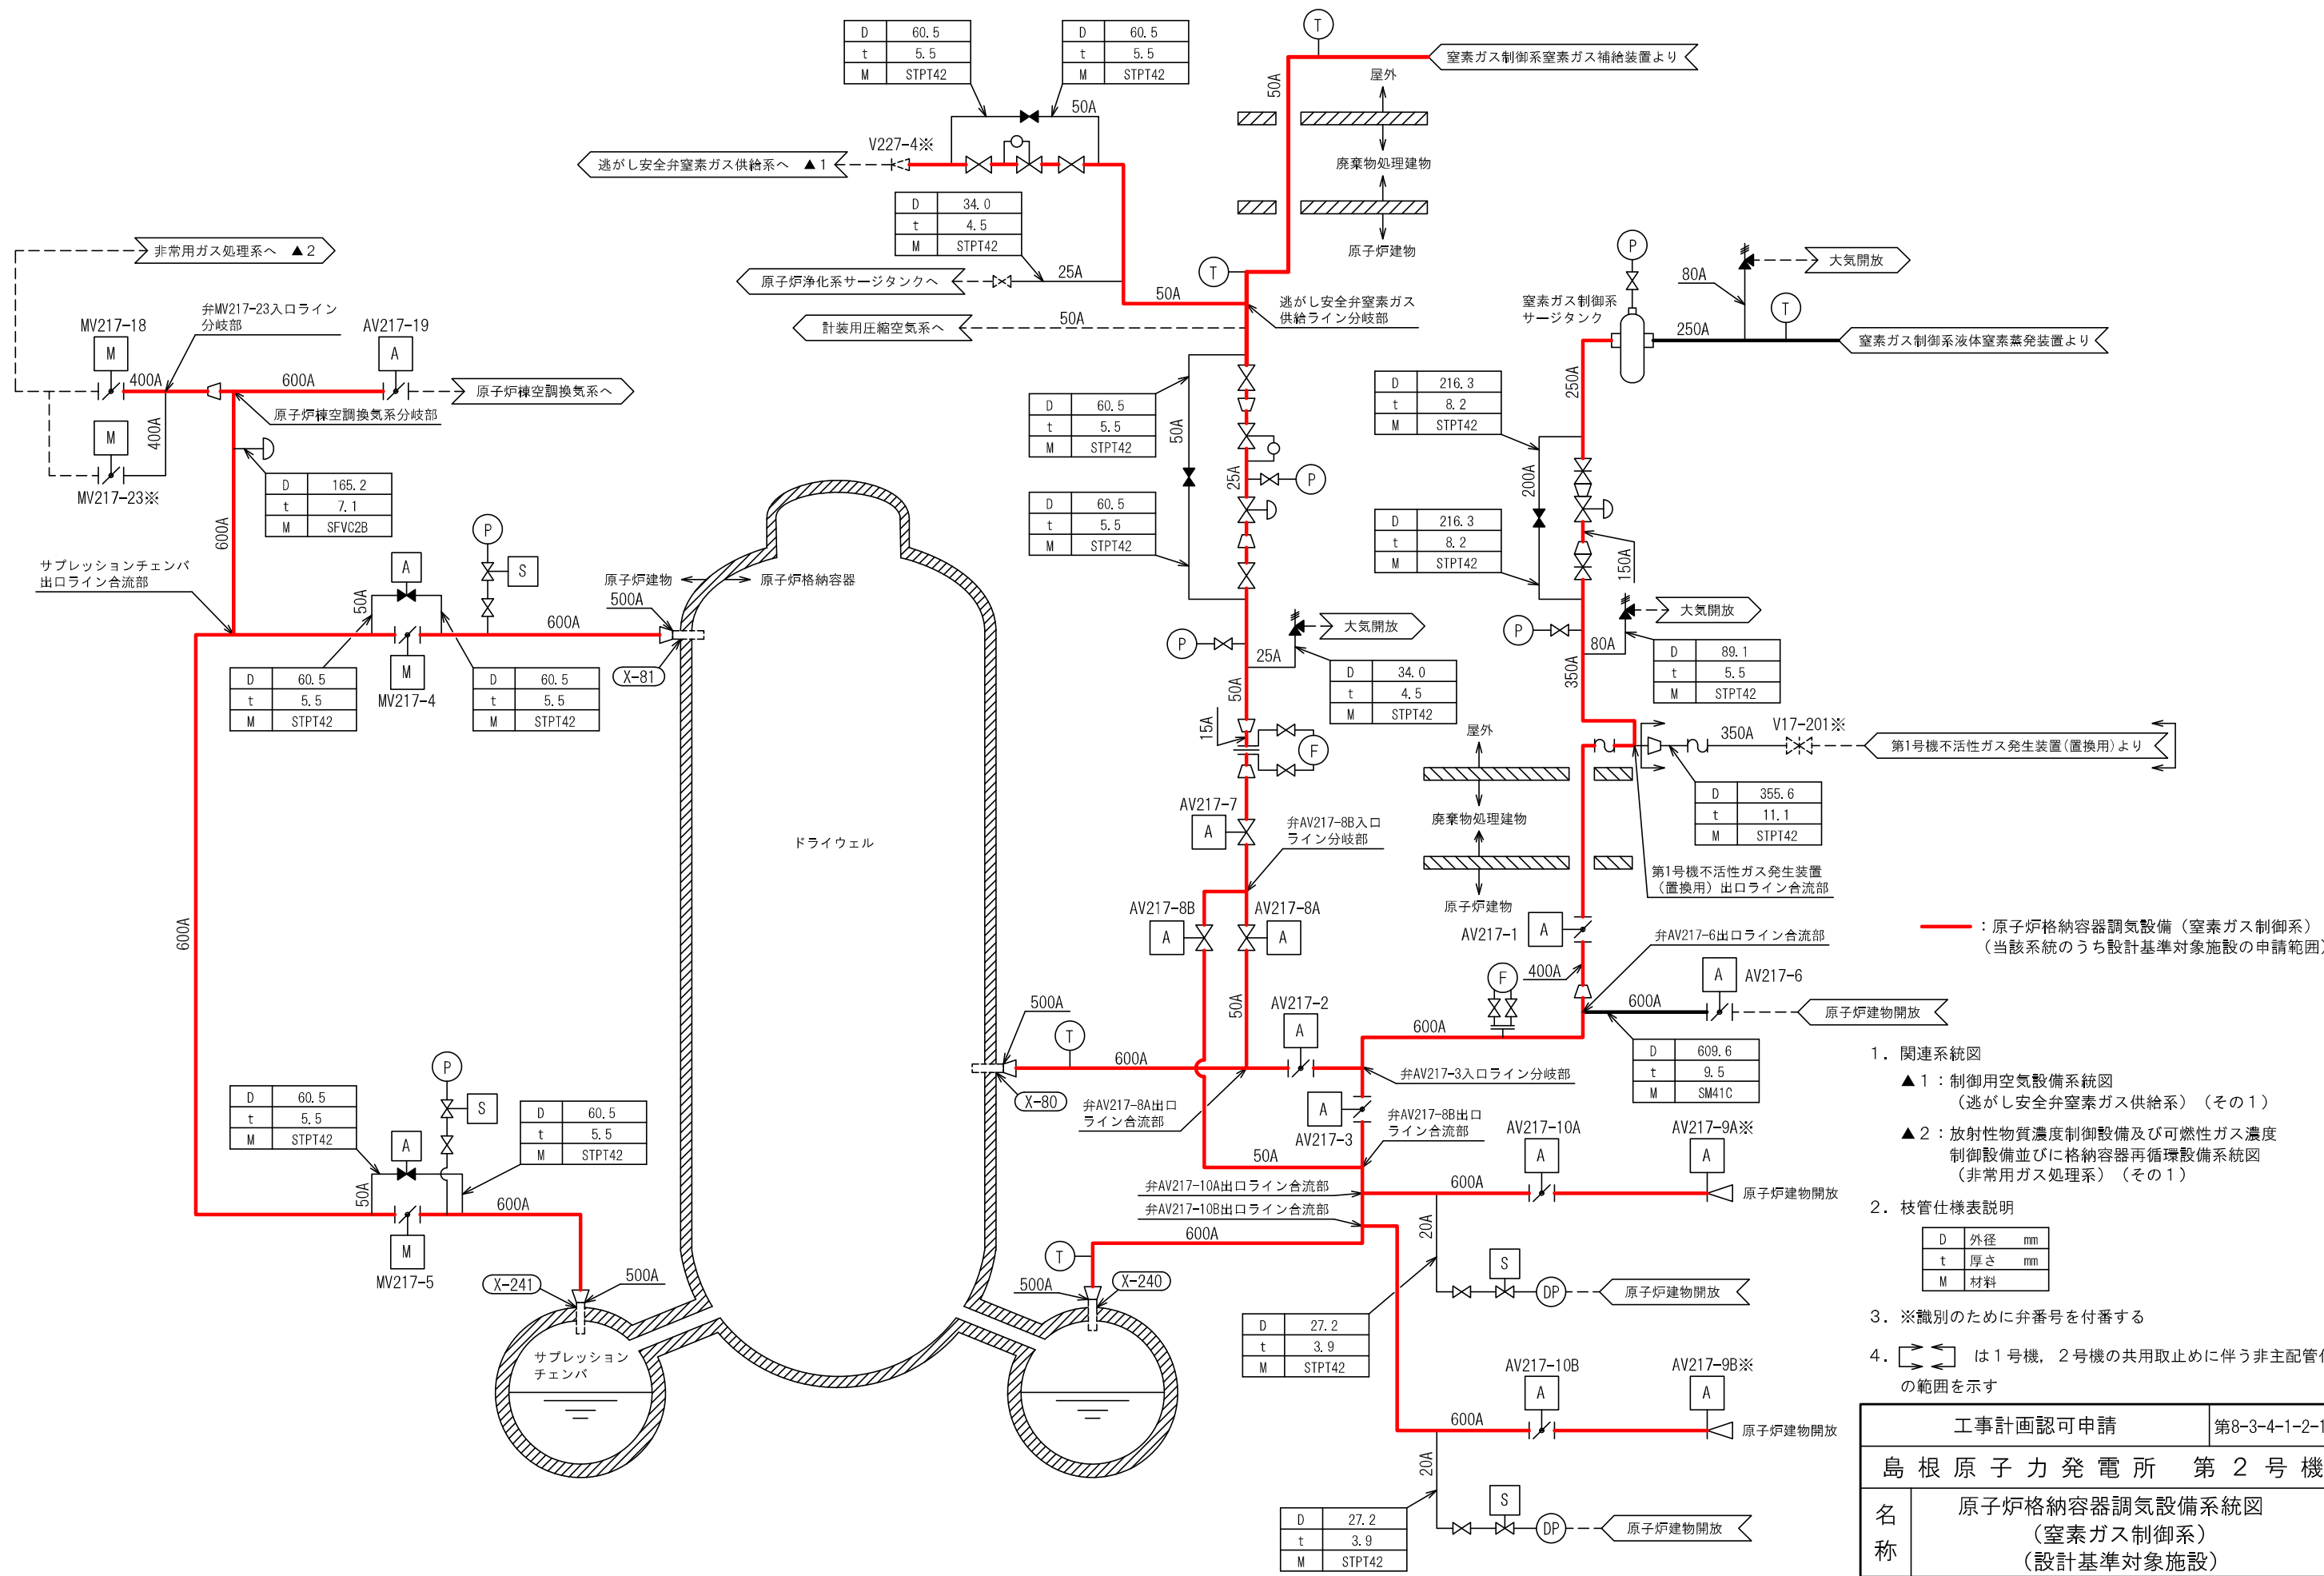 D 60.5
t 5.5
M STPT42
D 60.5
t 5.5
M STPT42
50A
V227-4※
逃がし安全弁窒素ガス供給系へ ▲1
D 34.0
t 4.5
M STPT42
原子炉浄化系サージタンクへ
25A
計装用圧縮空気系へ
50A
50A
T
50A
窒素ガス制御系窒素ガス補給装置より
屋外
廃棄物処理建物
原子炉建物
T
逃がし安全弁窒素ガス
供給ライン分岐部
P
窒素ガス制御系
サージタンク
80A
大気開放
T
250A
窒素ガス制御系液体窒素蒸発装置より
非常用ガス処理系へ ▲2
弁MV217-23入口ライン
分岐部
MV217-18
M
AV217-19
A
400A
600A
原子炉棟空調換気系へ
原子炉棟空調換気系分岐部
M
400A
MV217-23※
D 165.2
t 7.1
M SFVC2B
600A
サプレッションチェンバ
出口ライン合流部
50A
A
P
S
M
MV217-4
600A
D 60.5
t 5.5
M STPT42
D 60.5
t 5.5
M STPT42
原子炉建物
原子炉格納容器
500A
X-81
ドライウェル
600A
D 60.5
t 5.5
M STPT42
A
P
S
D 60.5
t 5.5
M STPT42
50A
M
MV217-5
600A
X-241
500A
サプレッション
チェンバ
D 60.5
t 5.5
M STPT42
50A
D 60.5
t 5.5
M STPT42
25A
P
P
25A
大気開放
D 34.0
t 4.5
M STPT42
50A
15A
F
AV217-7
A
弁AV217-8B入口
ライン分岐部
AV217-8B
A
AV217-8A
A
50A
250A
D 216.3
t 8.2
M STPT42
200A
D 216.3
t 8.2
M STPT42
150A
P
80A
大気開放
D 89.1
t 5.5
M STPT42
350A
350A
V17-201※
第1号機不活性ガス発生装置(置換用)より
D 355.6
t 11.1
M STPT42
屋外
廃棄物処理建物
原子炉建物
第1号機不活性ガス発生装置
(置換用)出口ライン合流部
AV217-1
A
弁AV217-6出口ライン合流部
400A
F
600A
A
AV217-6
600A
原子炉建物開放
D 609.6
t 9.5
M SM41C
500A
T
X-80
600A
AV217-2
A
弁AV217-8A出口
ライン合流部
弁AV217-3入口ライン分岐部
A
AV217-3
弁AV217-8B出口
ライン合流部
50A
弁AV217-10A出口ライン合流部
弁AV217-10B出口ライン合流部
600A
T
500A
X-240
600A
AV217-10A
A
AV217-9A※
A
原子炉建物開放
20A
S
DP
原子炉建物開放
D 27.2
t 3.9
M STPT42
AV217-10B
A
AV217-9B※
A
600A
原子炉建物開放
20A
S
DP
原子炉建物開放
D 27.2
t 3.9
M STPT42
:原子炉格納容器調気設備(窒素ガス制御系)
(当該系統のうち設計基準対象施設の申請範囲)
1. 関連系統図
▲1:制御用空気設備系統図
(逃がし安全弁窒素ガス供給系)(その1)
▲2:放射性物質濃度制御設備及び可燃性ガス濃度
制御設備並びに格納容器再循環設備系統図
(非常用ガス処理系)(その1)
2. 枝管仕様表説明
D 外径 mm
t 厚さ mm
M 材料
3. ※識別のために弁番号を付番する
4. は1号機,2号機の共用取止めに伴う非主配管
の範囲を示す
工事計画認可申請 第8-3-4-1-2-1
島根原子力発電所 第2号機
名称
原子炉格納容器調気設備系統図
(窒素ガス制御系)
(設計基準対象施設)